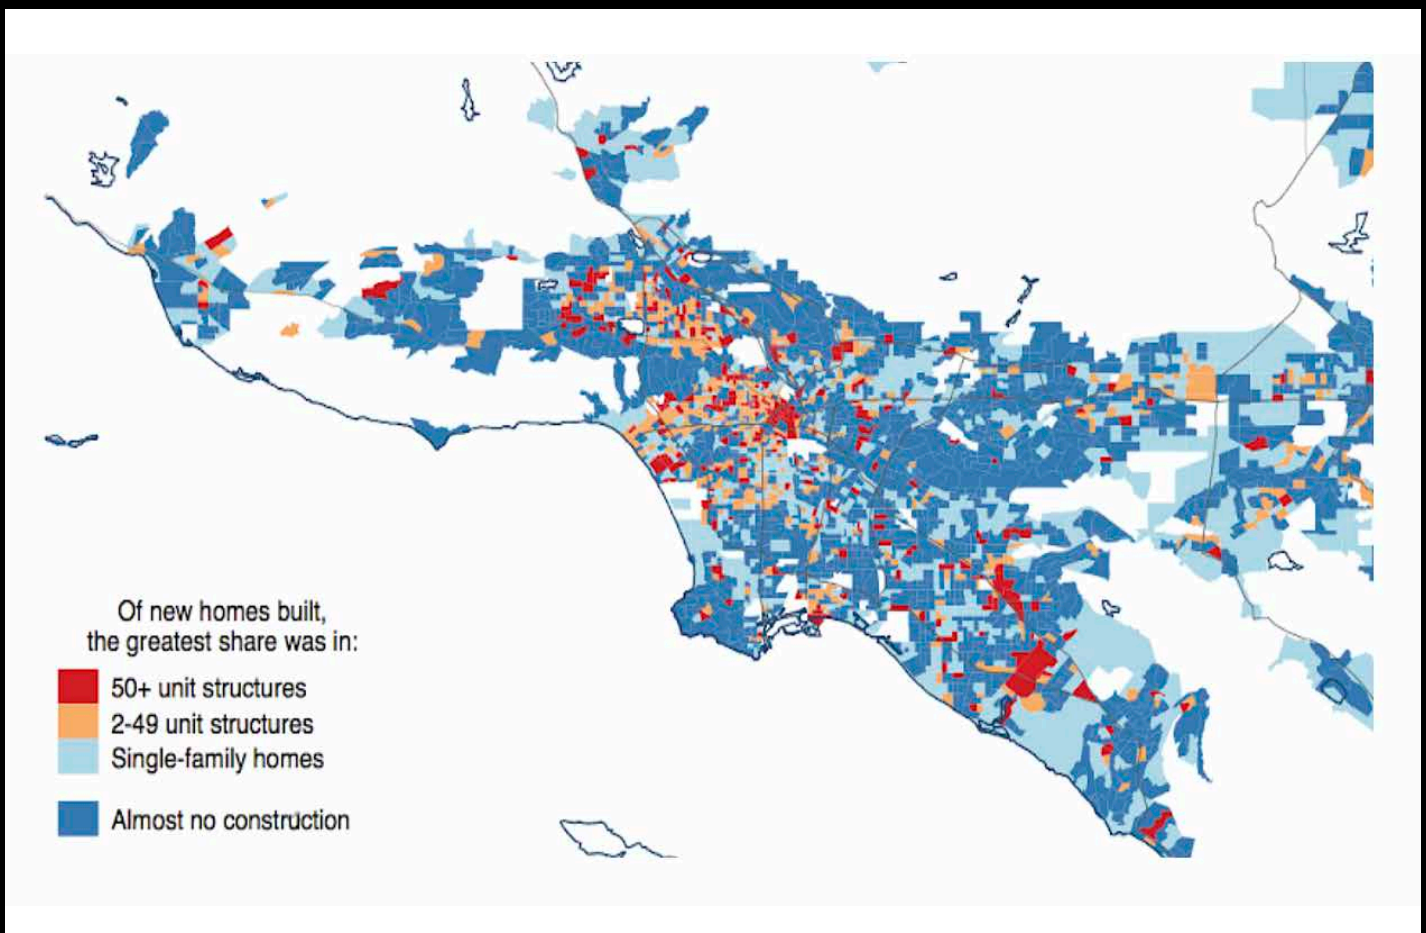 Of new homes built,
the greatest share was in:
50+ unit structures
2-49 unit structures
Single-family homes
Almost no construction